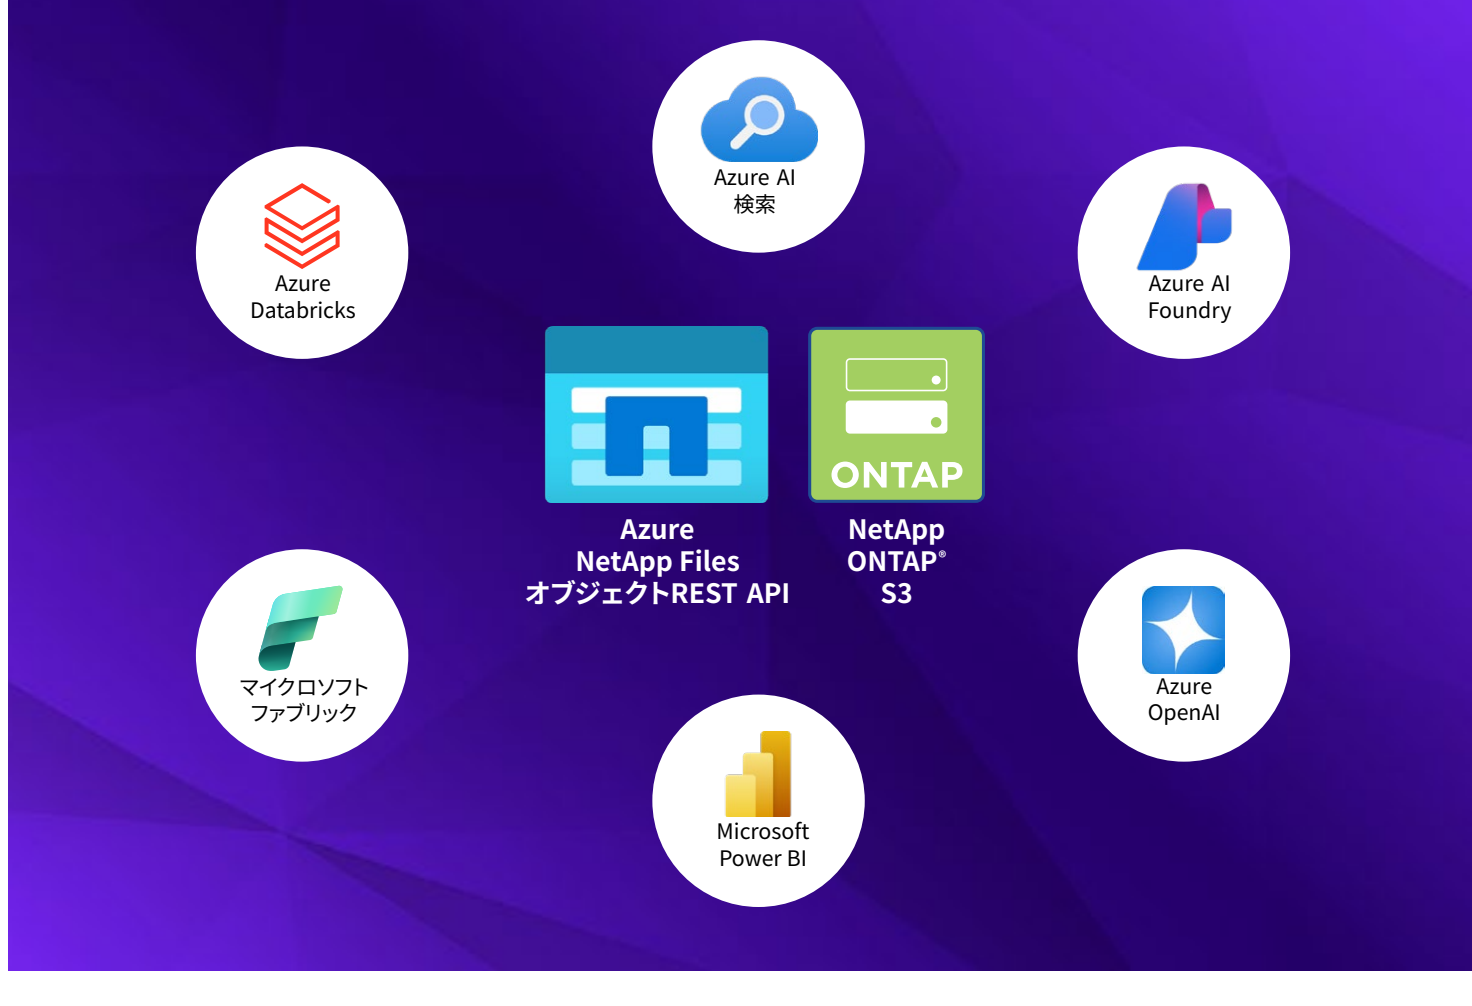 Azure AI
検索
Azure
Databricks
Azure AI
Foundry
ONTAP
Azure
NetApp Files
オブジェクトREST API
NetApp
ONTAP®
S3
マイクロソフト
ファブリック
Azure
OpenAI
Microsoft
Power BI